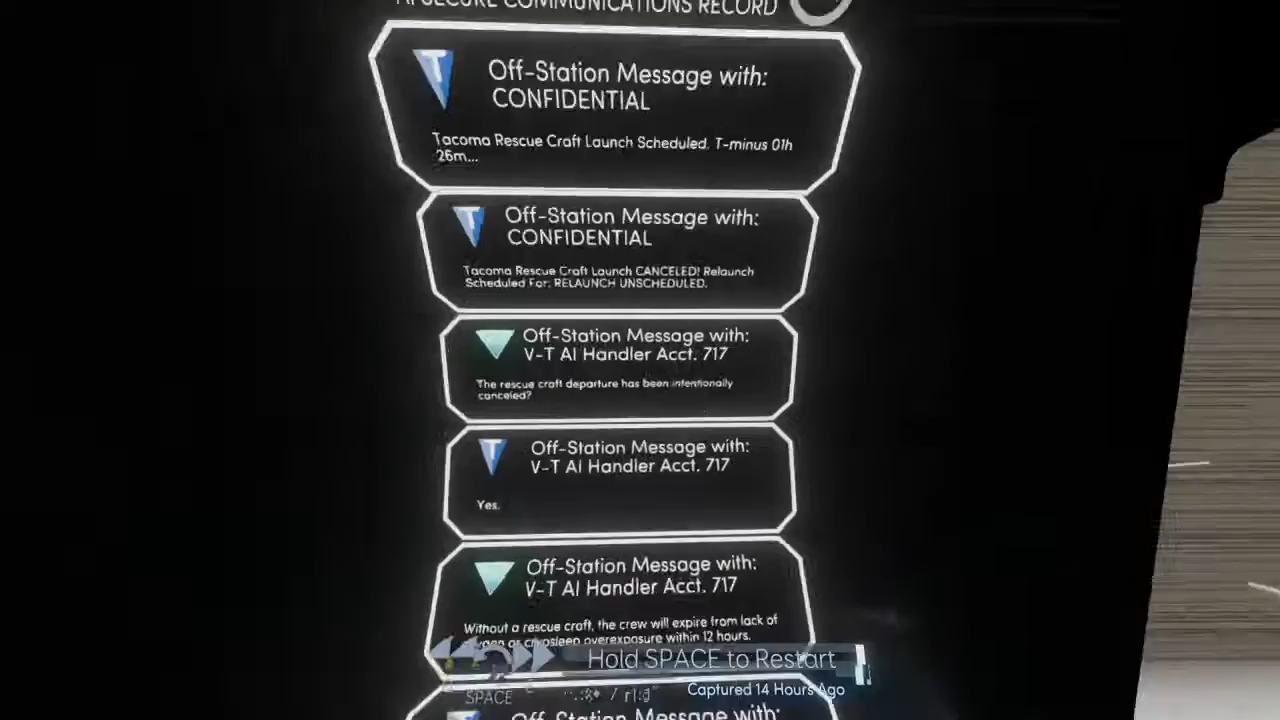 AI SECURE COMMUNICATIONS RECORD
T
Off-Station Message with:
CONFIDENTIAL
Tacoma Rescue Craft Launch Scheduled. T-minus 01h
26m...
T
Off-Station Message with:
CONFIDENTIAL
Tacoma Rescue Craft Launch CANCELED! Relaunch
Scheduled For: RELAUNCH UNSCHEDULED.
Off-Station Message with:
V-T AI Handler Acct. 717
The rescue craft departure has been intentionally
canceled?
T
Off-Station Message with:
V-T AI Handler Acct. 717
Yes.
Off-Station Message with:
V-T AI Handler Acct. 717
Without a rescue craft, the crew will expire from lack of
or cryosleep overexposure within 12 hours.
Hold SPACE to Restart
SPACE
Captured 14 Hours Ago
Off-Station Message with: